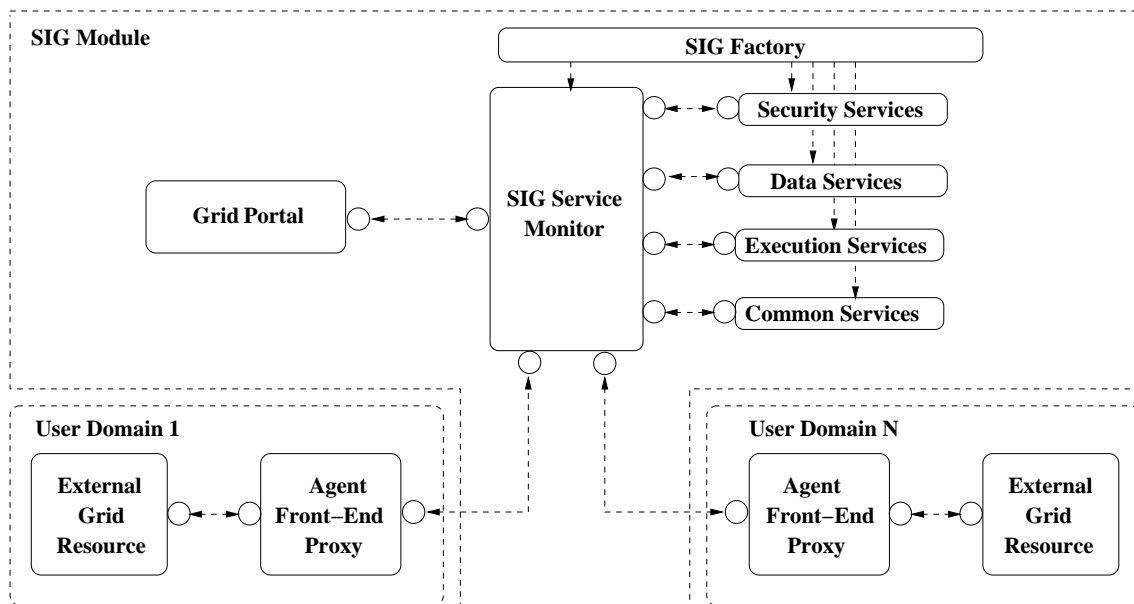 SIG Module
SIG Factory
Security Services
Data Services
SIG Service
Monitor
Grid Portal
Execution Services
Common Services
User Domain 1
External
Grid
Resource
Agent
Front−End
Proxy
User Domain N
Agent
Front−End
Proxy
External
Grid
Resource